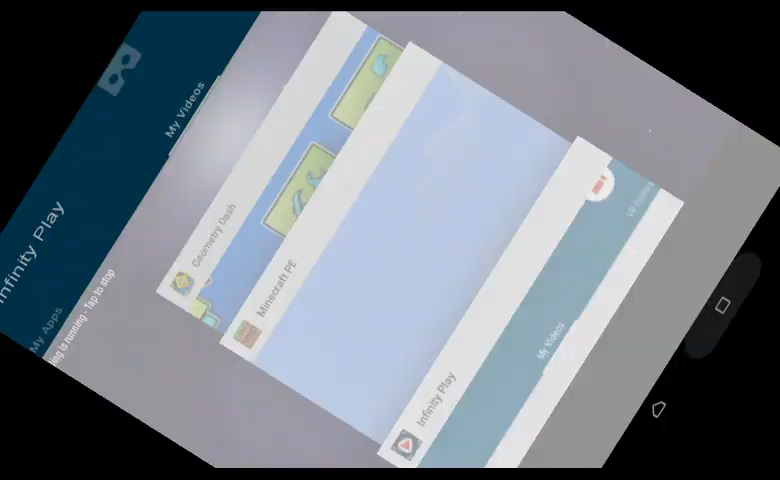 Infinity Play
My Apps
My Videos
ing is running - Tap to stop
Geometry Dash
Minecraft PE
Infinity Play
My Videos